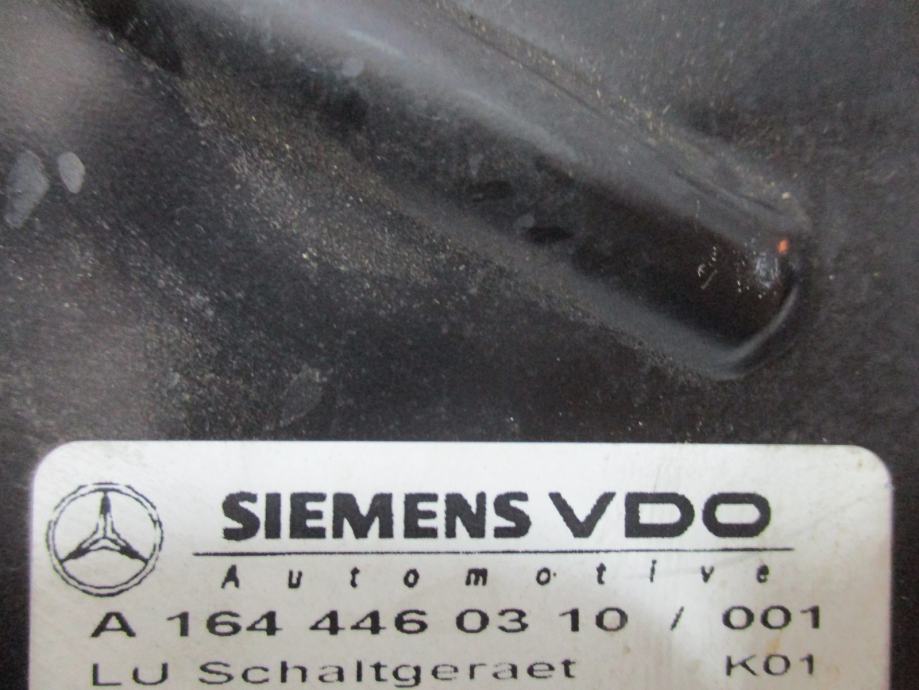 SIEMENS VDO
Automotive
A 164 446 03 10 / 001
LU Schaltgeraet K01